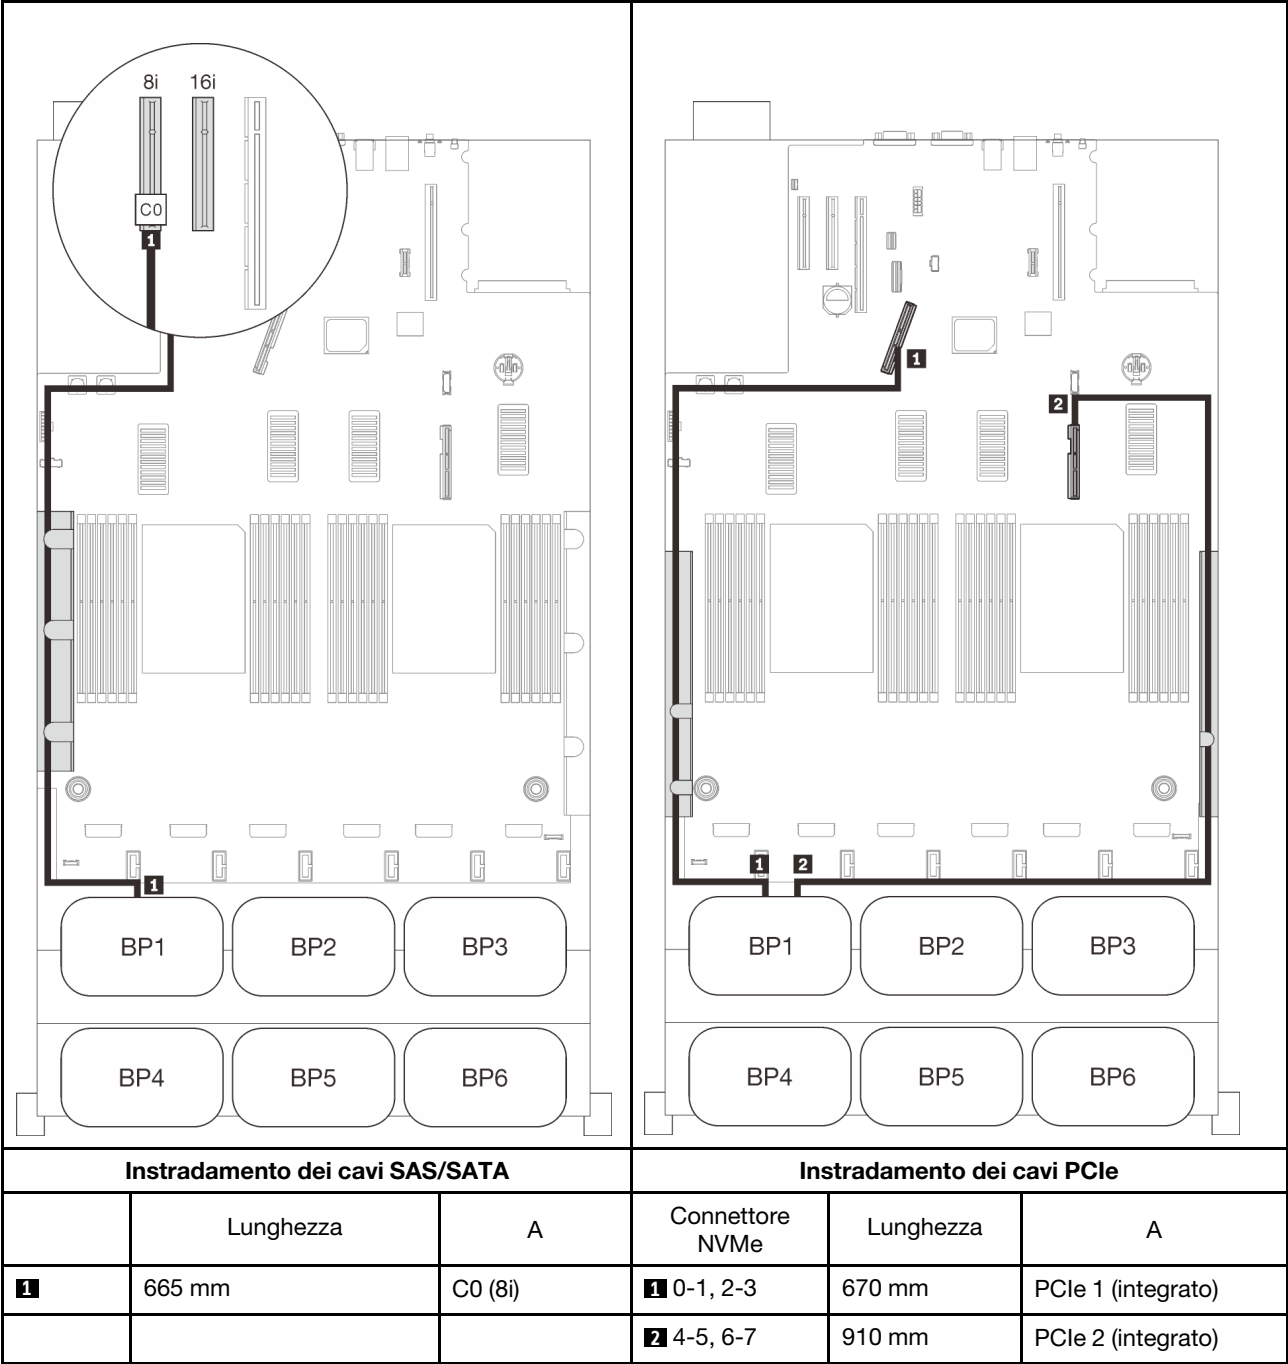 8i 16i
C0
1
1
BP1 BP2 BP3
BP4 BP5 BP6
1
2
1 2
BP1 BP2 BP3
BP4 BP5 BP6
Instradamento dei cavi SAS/SATA
Lunghezza A
1 665 mm C0 (8i)
Instradamento dei cavi PCIe
Connettore
NVMe Lunghezza A
1 0-1, 2-3 670 mm PCIe 1 (integrato)
2 4-5, 6-7 910 mm PCIe 2 (integrato)